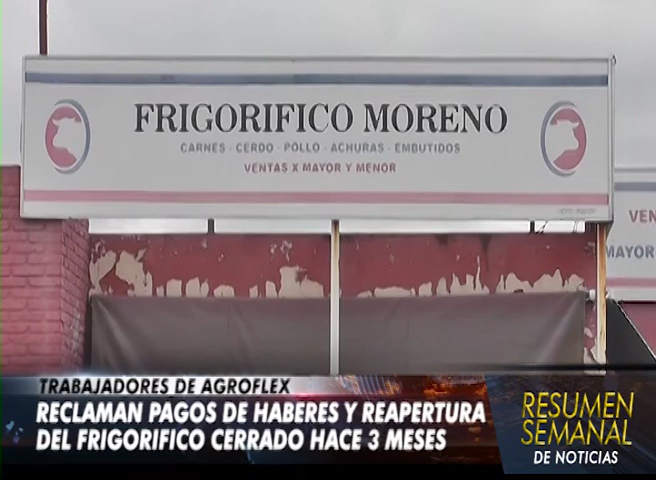 FRIGORIFICO MORENO
CARNES - CERDO - POLLO - ACHURAS - EMBUTIDOS
VENTAS X MAYOR Y MENOR
VEN
MAYOR
TRABAJADORES DE AGROFLEX
RECLAMAN PAGOS DE HABERES Y REAPERTURA
DEL FRIGORIFICO CERRADO HACE 3 MESES
RESUMEN
SEMANAL
DE NOTICIAS